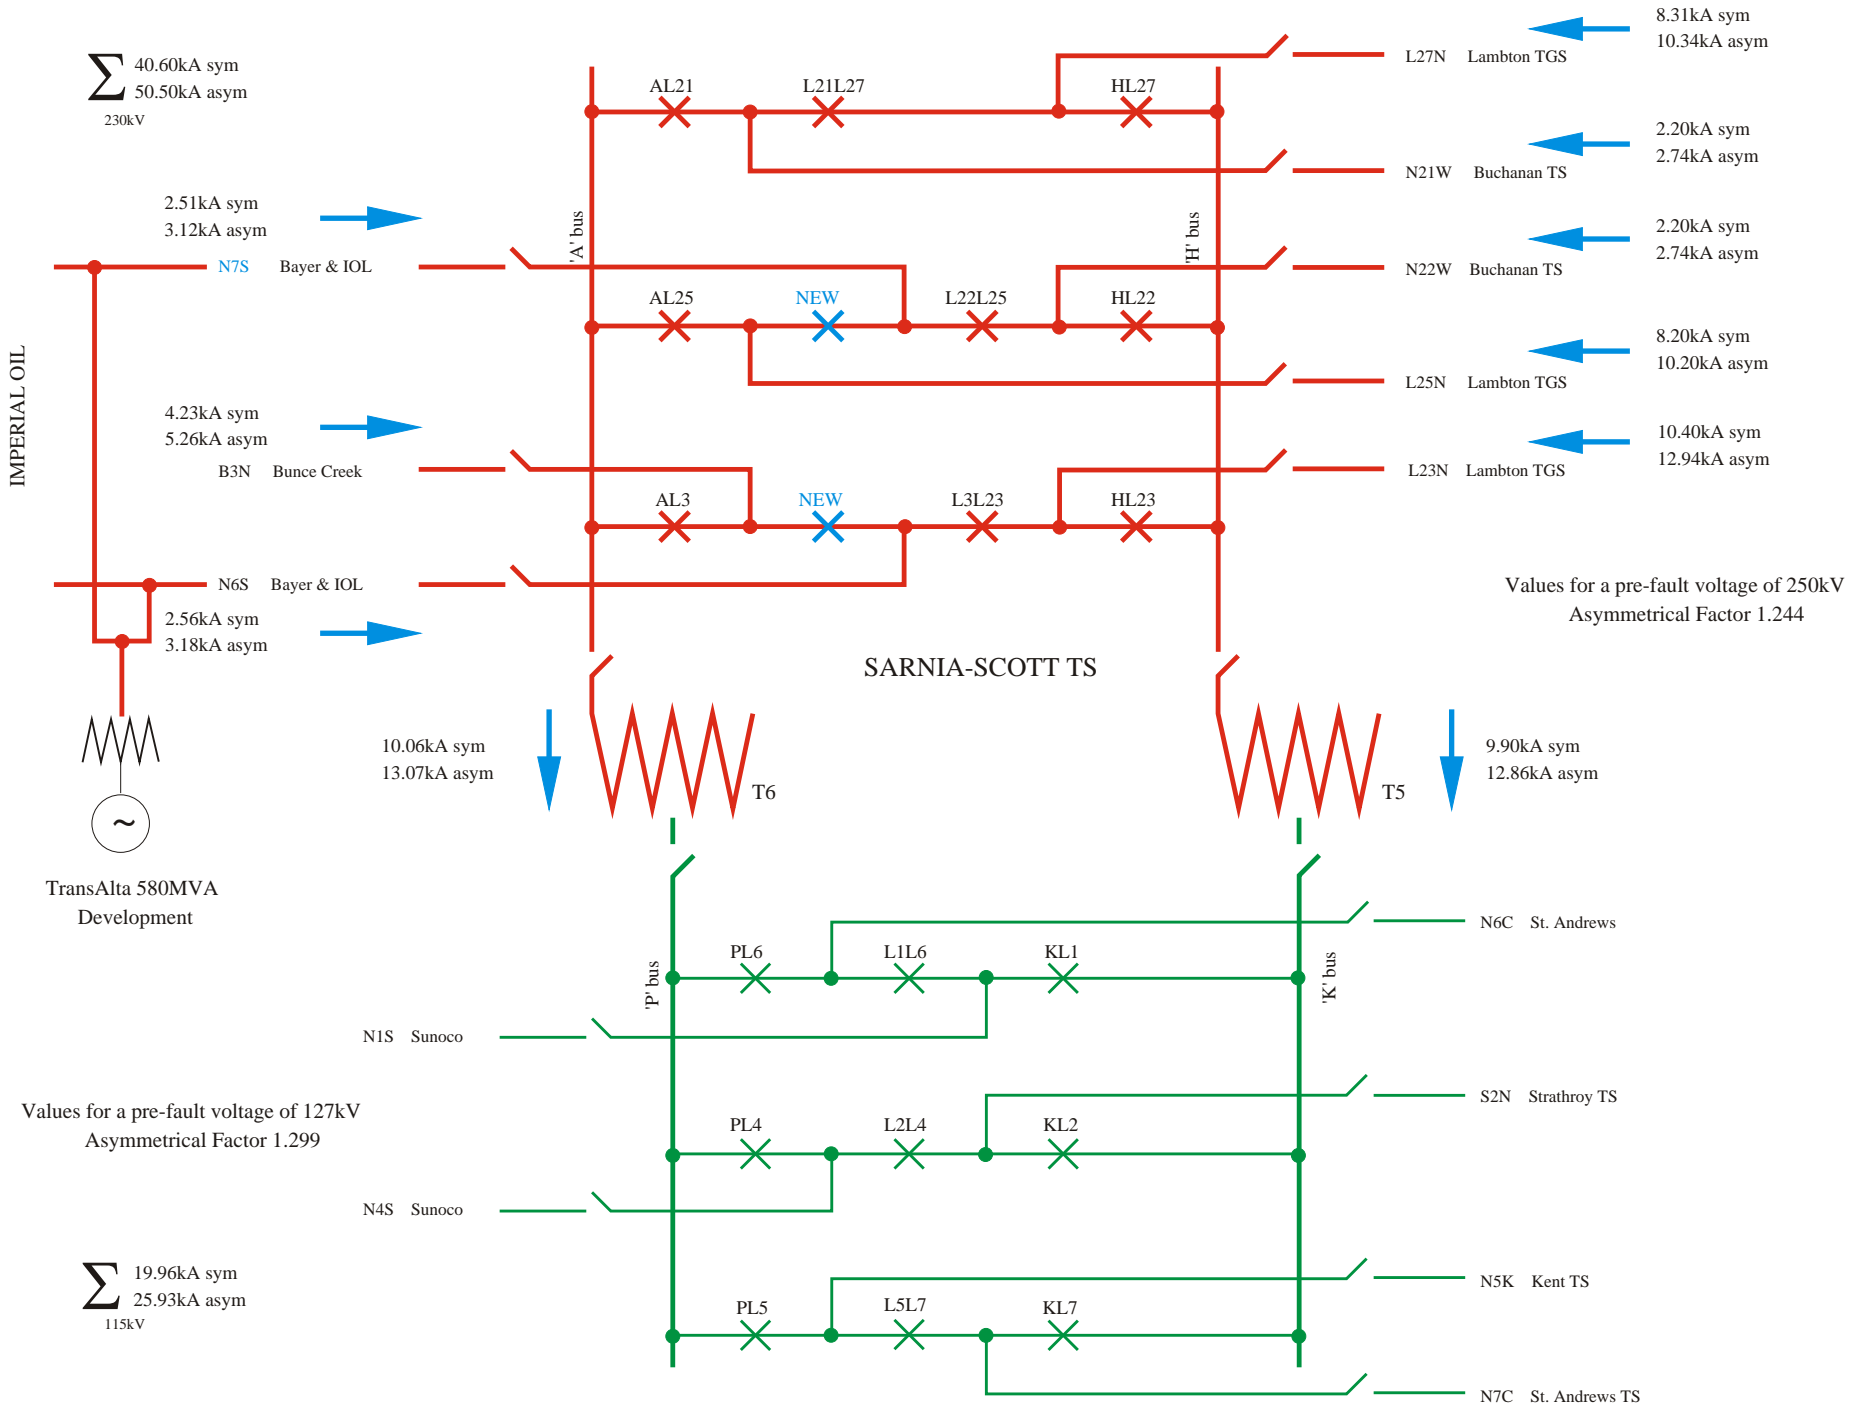 8.31kA sym
10.34kA asym
∑ 40.60kA sym
50.50kA asym
230kV
AL21
L21L27
HL27
L27N Lambton TGS
2.20kA sym
2.74kA asym
N21W Buchanan TS
2.51kA sym
3.12kA asym
'A' bus
'H' bus
2.20kA sym
2.74kA asym
N7S Bayer & IOL
N22W Buchanan TS
AL25
NEW
L22L25
HL22
8.20kA sym
10.20kA asym
IMPERIAL OIL
L25N Lambton TGS
4.23kA sym
5.26kA asym
10.40kA sym
12.94kA asym
B3N Bunce Creek
L23N Lambton TGS
AL3
NEW
L3L23
HL23
N6S Bayer & IOL
Values for a pre-fault voltage of 250kV
Asymmetrical Factor 1.244
2.56kA sym
3.18kA asym
SARNIA-SCOTT TS
10.06kA sym
13.07kA asym
T6
T5
9.90kA sym
12.86kA asym
~
TransAlta 580MVA
Development
N6C St. Andrews
PL6
L1L6
KL1
'P' bus
'K' bus
N1S Sunoco
Values for a pre-fault voltage of 127kV
Asymmetrical Factor 1.299
S2N Strathroy TS
PL4
L2L4
KL2
N4S Sunoco
∑ 19.96kA sym
25.93kA asym
115kV
N5K Kent TS
PL5
L5L7
KL7
N7C St. Andrews TS